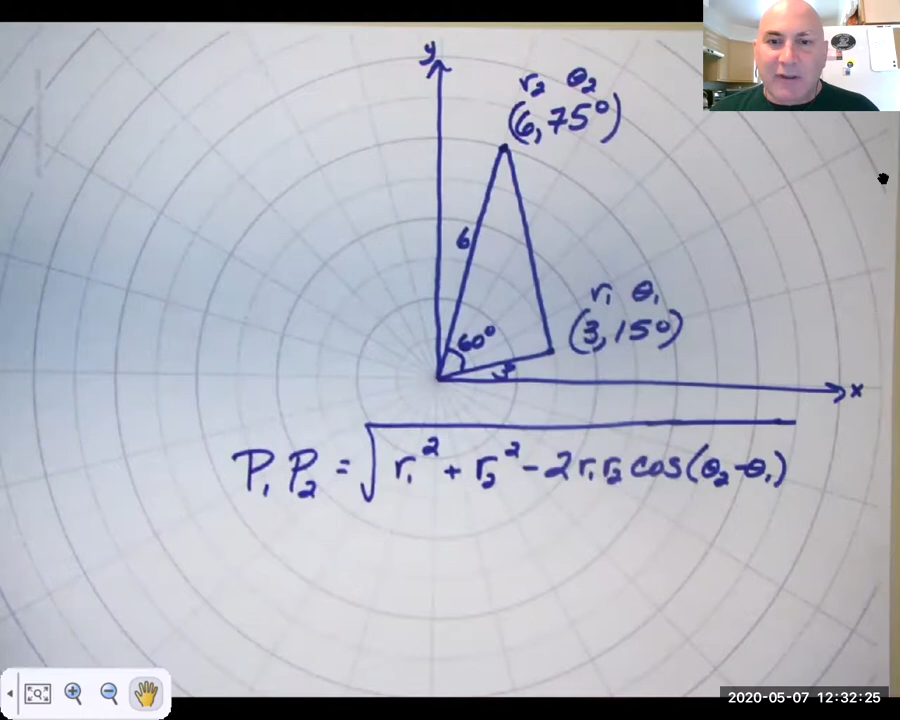 y
r₂ θ₂
(6, 75°)
6
r₁ θ₁
(3, 15°)
60°
3
x
P₁P₂ = √(r₁² + r₂² - 2r₁r₂ cos(θ₂-θ₁))
2020-05-07 12:32:25